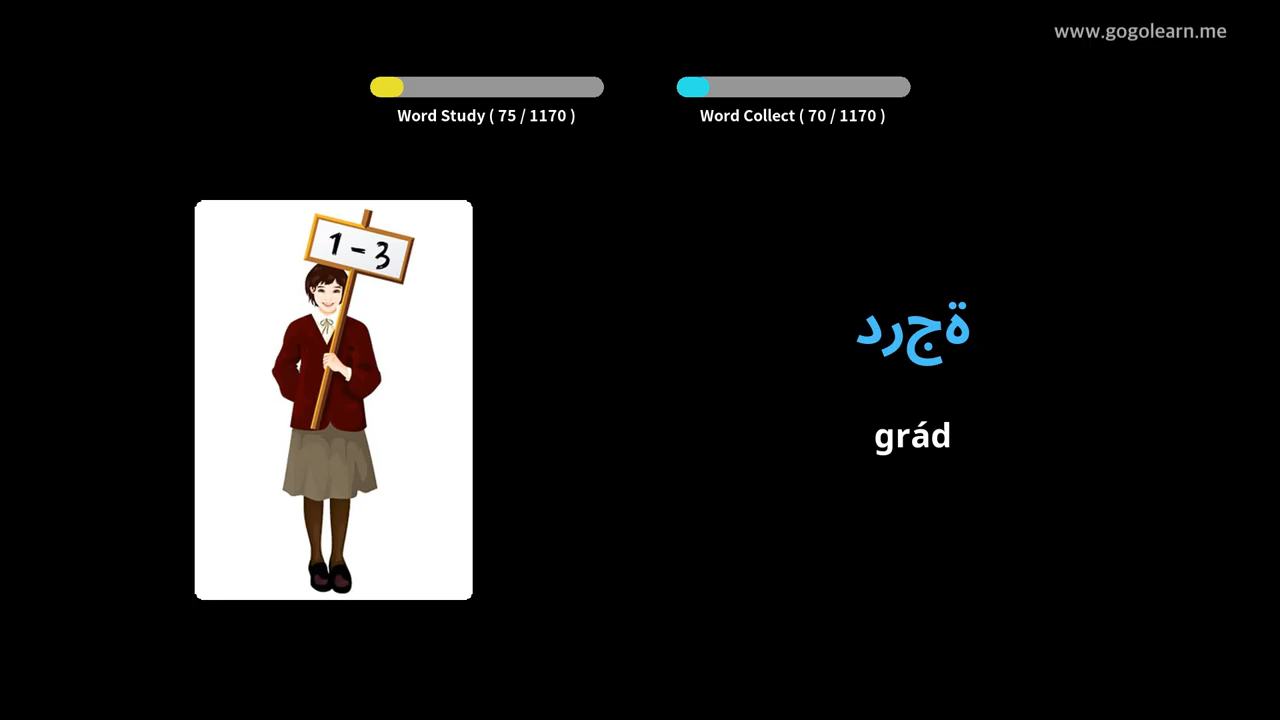 www.gogolearn.me
Word Study ( 75 / 1170 )
Word Collect ( 70 / 1170 )
1 - 3
ةجرد
grád